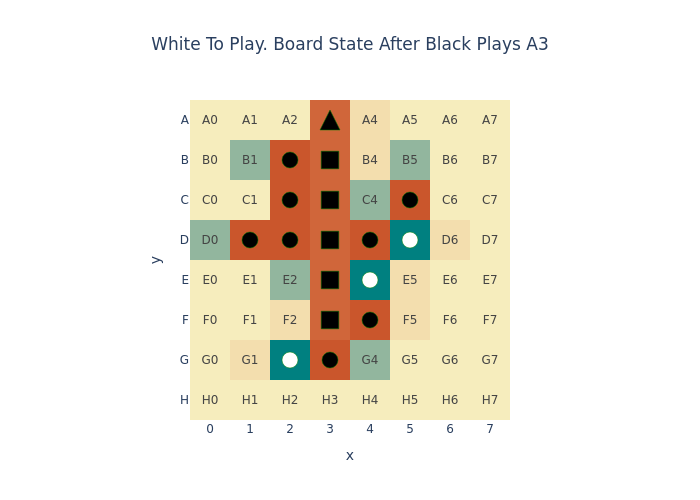 White To Play. Board State After Black Plays A3
A A0 A1 A2 A4 A5 A6 A7
B B0 B1 B4 B5 B6 B7
C C0 C1 C4 C6 C7
D D0 D6 D7
E E0 E1 E2 E5 E6 E7
F F0 F1 F2 F5 F6 F7
G G0 G1 G4 G5 G6 G7
H H0 H1 H2 H3 H4 H5 H6 H7
0 1 2 3 4 5 6 7
x
y